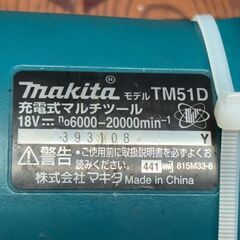 makita® モデル TM51D
充電式マルチツール
18V⎓ n₀6000-20000min⁻¹
393108 Y
⚠警告 •ご使用前に取扱説明書をよく
お読みください。
441 815M33-8
株式会社マキタ Made in China